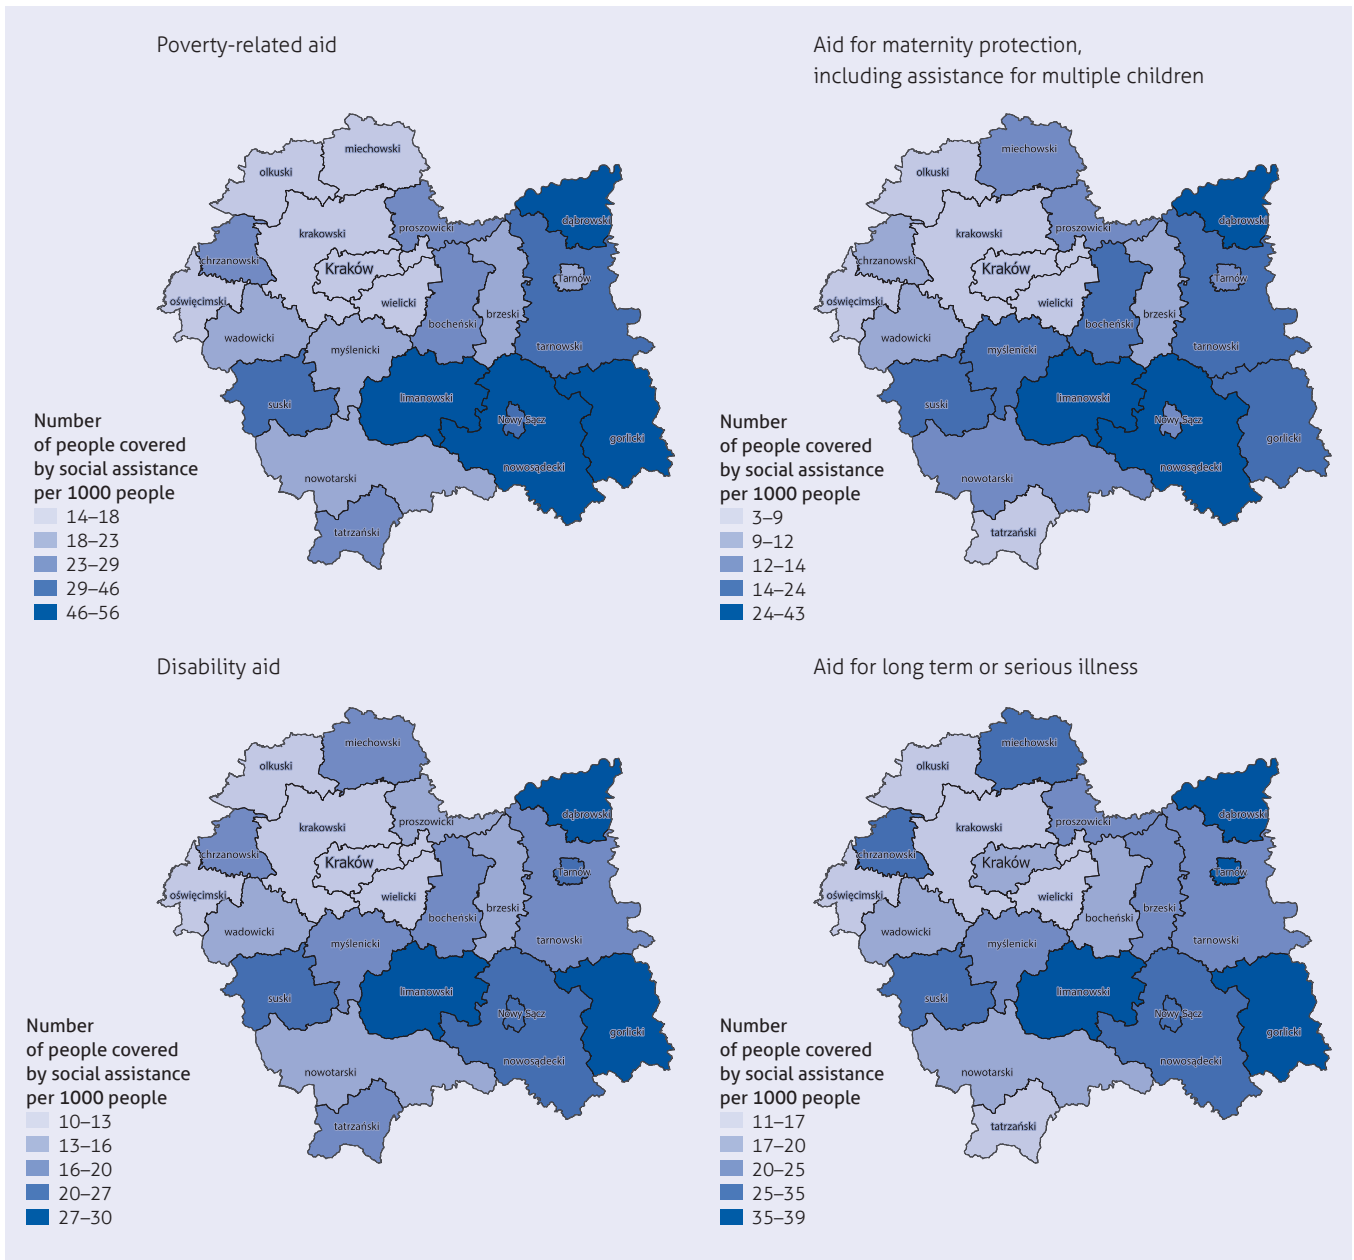 Poverty-related aid
miechowski
olkuski
dąbrowski
proszowicki
krakowski
chrzanowski
Kraków
Tarnów
oświęcimski
wielicki
brzeski
bocheński
wadowicki
myślenicki
tarnowski
limanowski
suski
Nowy Sącz
gorlicki
nowosądecki
nowotarski
tatrzański
Number
of people covered
by social assistance
per 1000 people
14–18
18–23
23–29
29–46
46–56
Aid for maternity protection,
including assistance for multiple children
miechowski
olkuski
dąbrowski
proszowicki
krakowski
chrzanowski
Kraków
Tarnów
oświęcimski
wielicki
brzeski
bocheński
wadowicki
myślenicki
tarnowski
limanowski
suski
Nowy Sącz
gorlicki
nowosądecki
nowotarski
tatrzański
Number
of people covered
by social assistance
per 1000 people
3–9
9–12
12–14
14–24
24–43
Disability aid
miechowski
olkuski
dąbrowski
proszowicki
krakowski
chrzanowski
Kraków
Tarnów
oświęcimski
wielicki
brzeski
bocheński
wadowicki
myślenicki
tarnowski
limanowski
suski
Nowy Sącz
gorlicki
nowosądecki
nowotarski
tatrzański
Number
of people covered
by social assistance
per 1000 people
10–13
13–16
16–20
20–27
27–30
Aid for long term or serious illness
miechowski
olkuski
dąbrowski
proszowicki
krakowski
chrzanowski
Kraków
Tarnów
oświęcimski
wielicki
brzeski
bocheński
wadowicki
myślenicki
tarnowski
limanowski
suski
Nowy Sącz
gorlicki
nowosądecki
nowotarski
tatrzański
Number
of people covered
by social assistance
per 1000 people
11–17
17–20
20–25
25–35
35–39